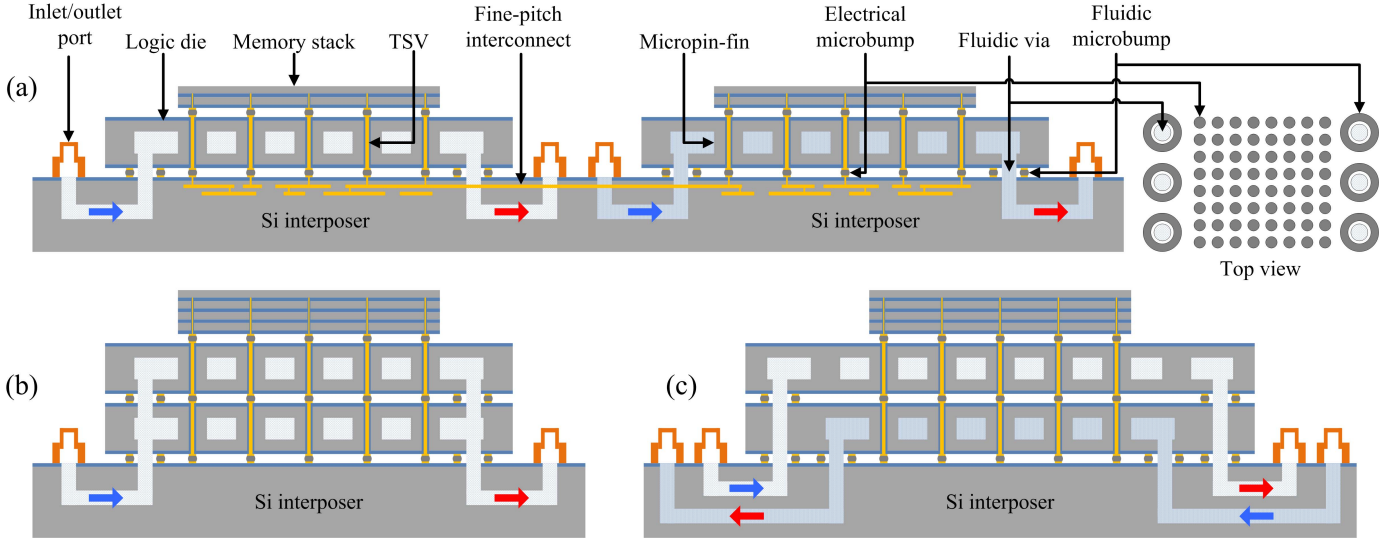 Inlet/outlet
port
Logic die
Memory stack
TSV
Fine-pitch
interconnect
Micropin-fin
Electrical
microbump
Fluidic via
Fluidic
microbump
(a)
Si interposer
Si interposer
Top view
(b)
Si interposer
(c)
Si interposer